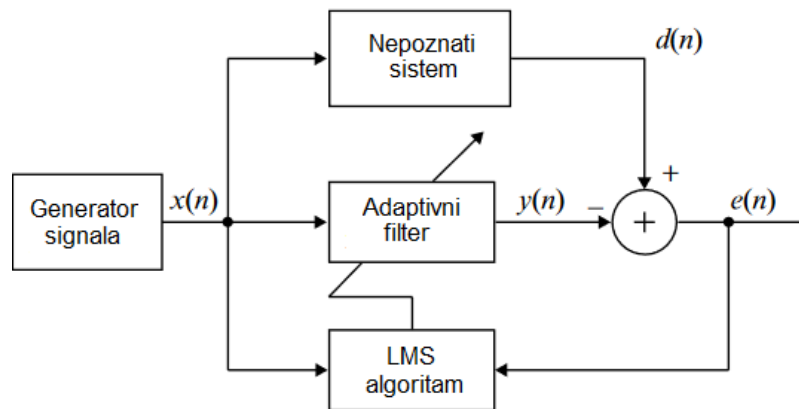 Nepoznati
sistem
d(n)
Generator
signala
x(n)
Adaptivni
filter
y(n)
−
+
+
e(n)
LMS
algoritam